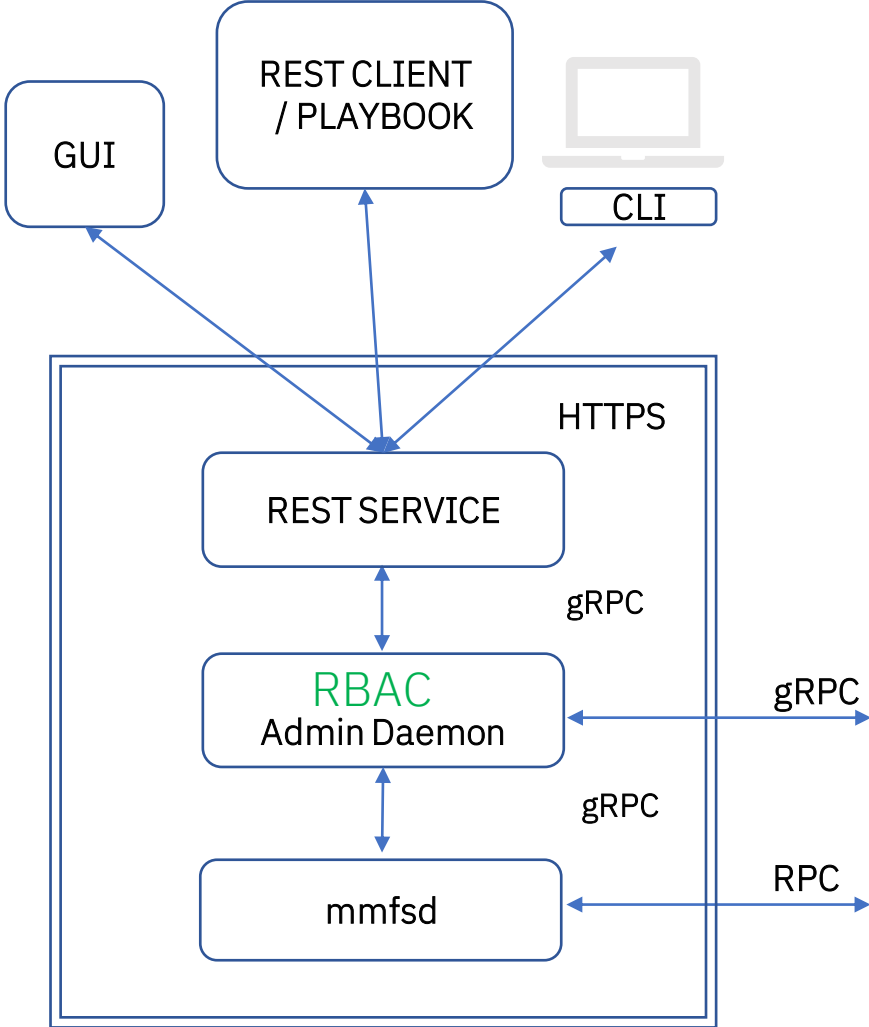 REST CLIENT
/ PLAYBOOK
GUI
CLI
HTTPS
REST SERVICE
gRPC
RBAC
Admin Daemon
gRPC
gRPC
mmfsd
RPC